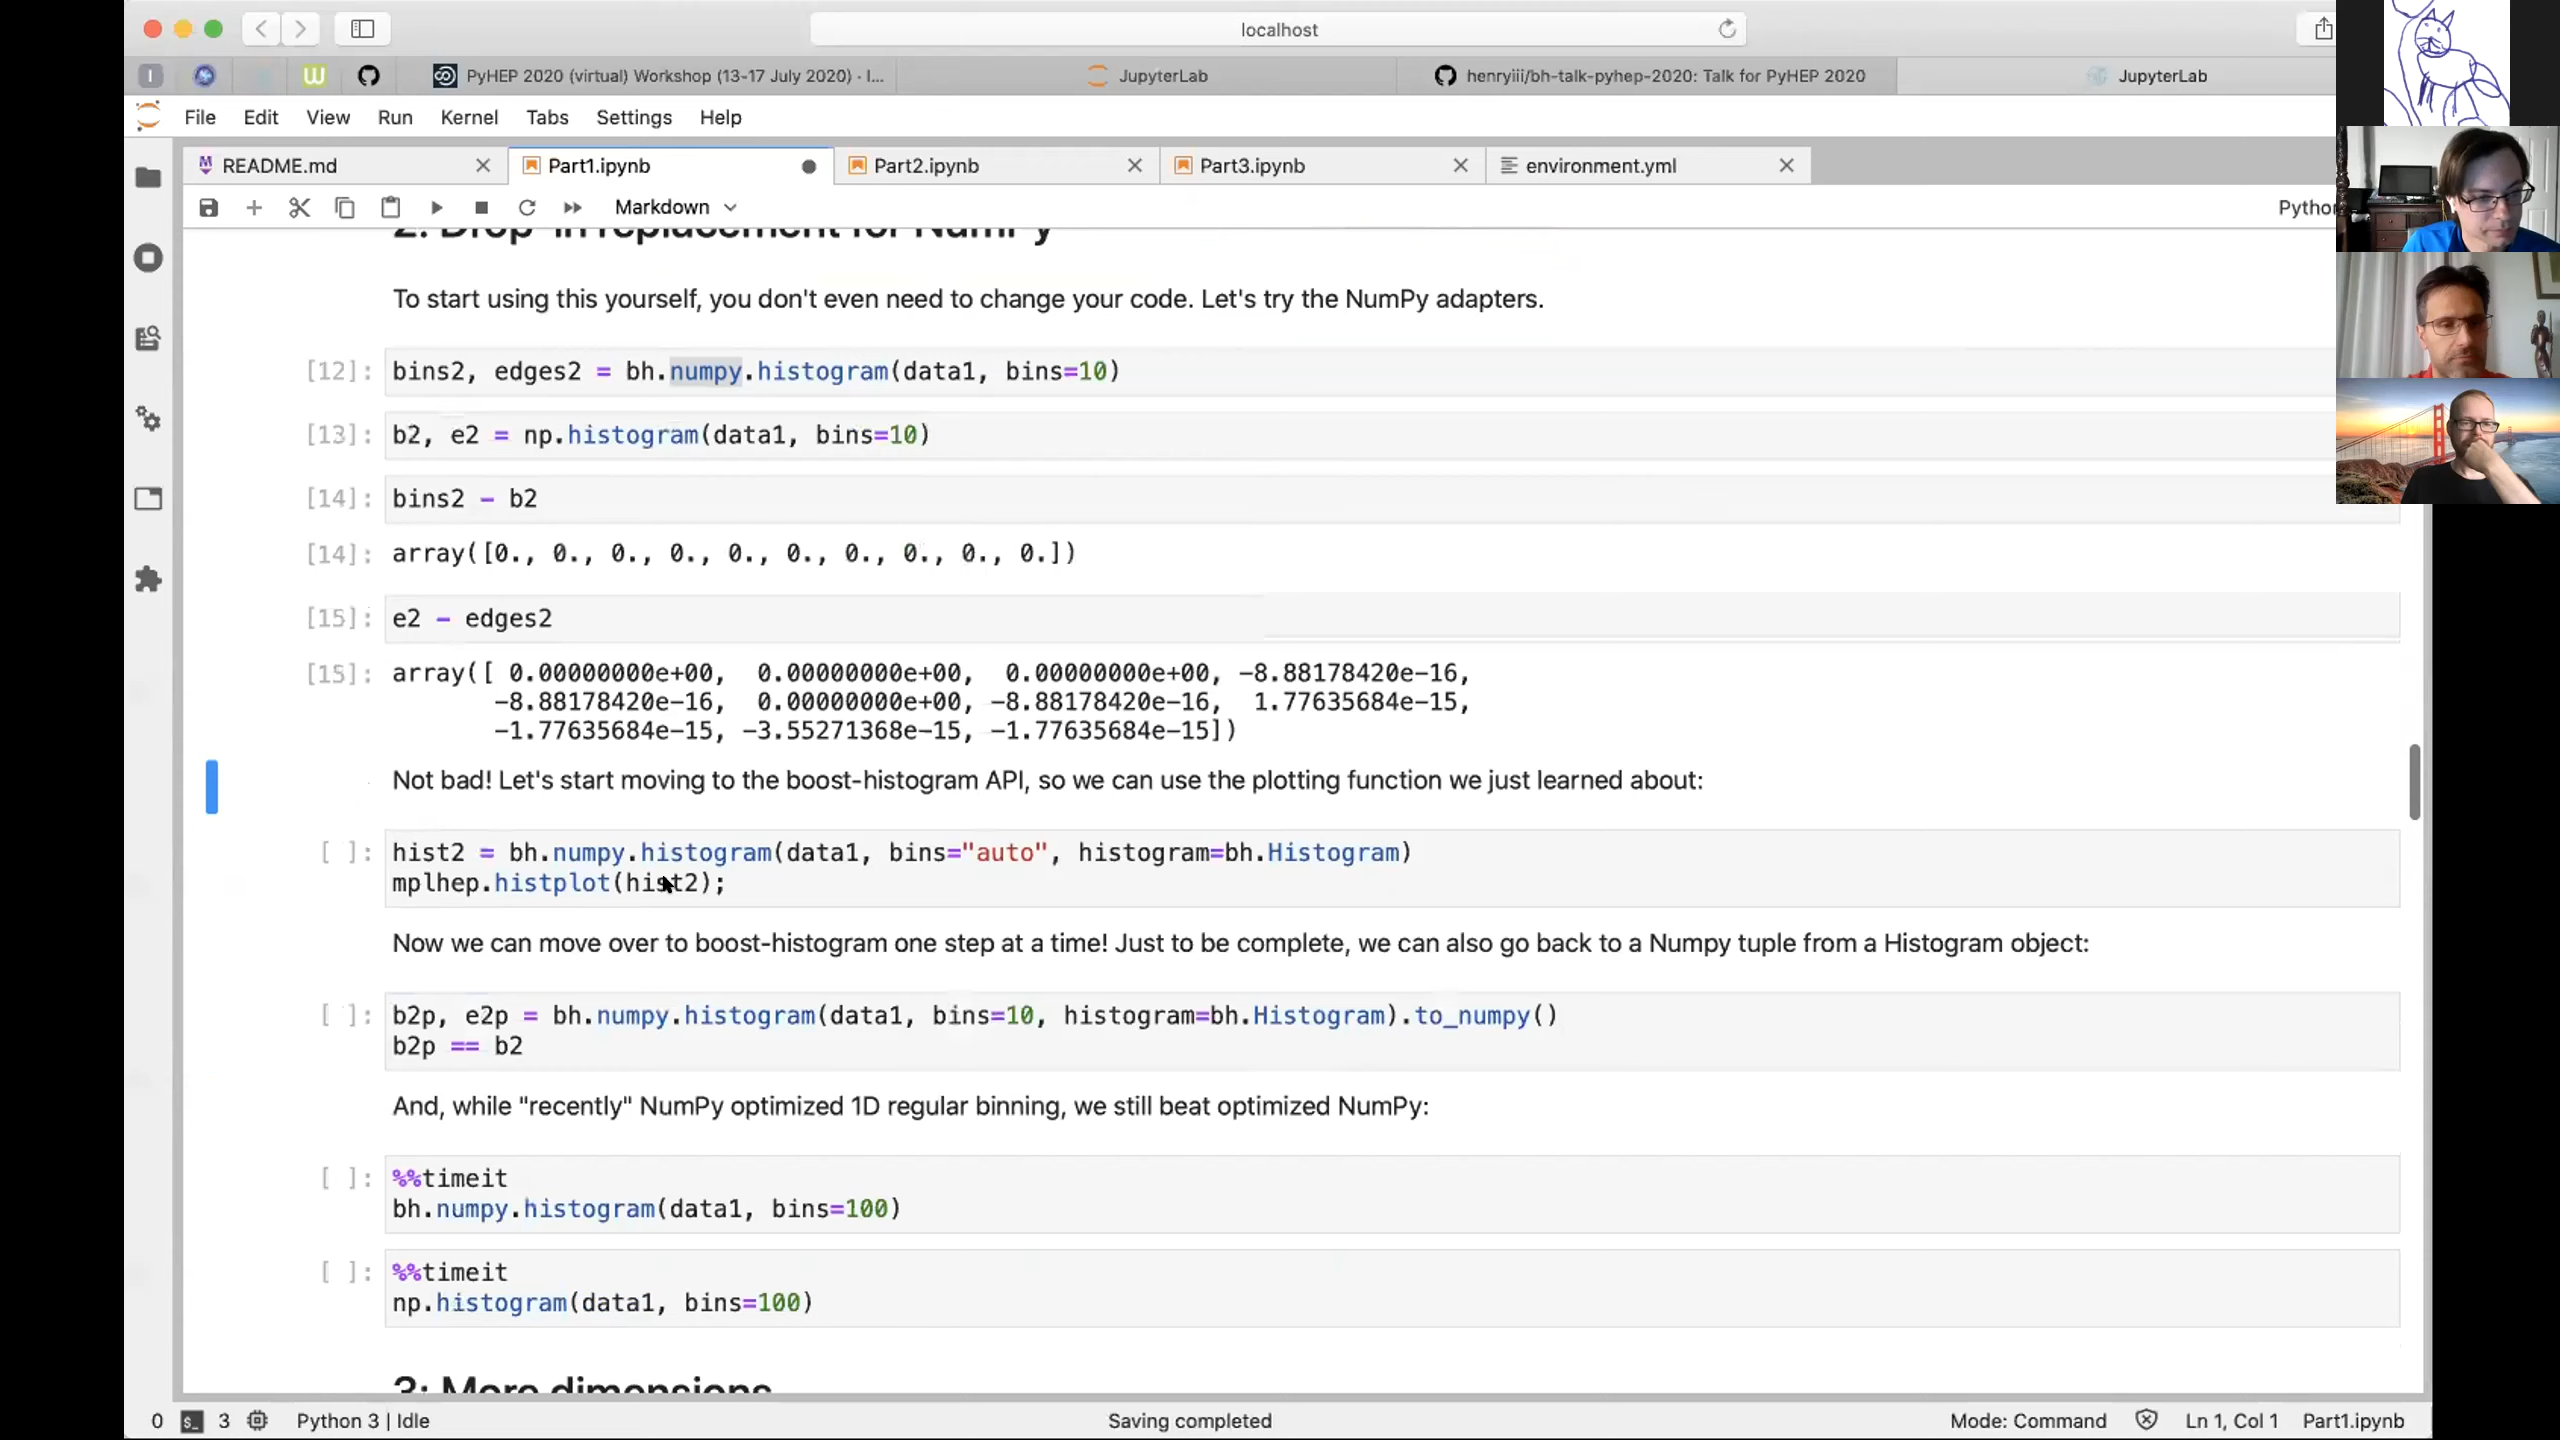 localhost
PyHEP 2020 (virtual) Workshop (13-17 July 2020) · I...
JupyterLab
henryiii/bh-talk-pyhep-2020: Talk for PyHEP 2020
JupyterLab
File Edit View Run Kernel Tabs Settings Help
README.md
Part1.ipynb
Part2.ipynb
Part3.ipynb
environment.yml
Markdown
Python
2: Drop-in replacement for NumPy
To start using this yourself, you don't even need to change your code. Let's try the NumPy adapters.
[12]: bins2, edges2 = bh.numpy.histogram(data1, bins=10)
[13]: b2, e2 = np.histogram(data1, bins=10)
[14]: bins2 - b2
[14]: array([0., 0., 0., 0., 0., 0., 0., 0., 0., 0.])
[15]: e2 - edges2
[15]: array([ 0.00000000e+00, 0.00000000e+00, 0.00000000e+00, -8.88178420e-16,
-8.88178420e-16, 0.00000000e+00, -8.88178420e-16, 1.77635684e-15,
-1.77635684e-15, -3.55271368e-15, -1.77635684e-15])
Not bad! Let's start moving to the boost-histogram API, so we can use the plotting function we just learned about:
[ ]: hist2 = bh.numpy.histogram(data1, bins="auto", histogram=bh.Histogram)
mplhep.histplot(hist2);
Now we can move over to boost-histogram one step at a time! Just to be complete, we can also go back to a Numpy tuple from a Histogram object:
[ ]: b2p, e2p = bh.numpy.histogram(data1, bins=10, histogram=bh.Histogram).to_numpy()
b2p == b2
And, while "recently" NumPy optimized 1D regular binning, we still beat optimized NumPy:
[ ]: %%timeit
bh.numpy.histogram(data1, bins=100)
[ ]: %%timeit
np.histogram(data1, bins=100)
3: More dimensions
0 3 Python 3 | Idle
Saving completed
Mode: Command Ln 1, Col 1 Part1.ipynb